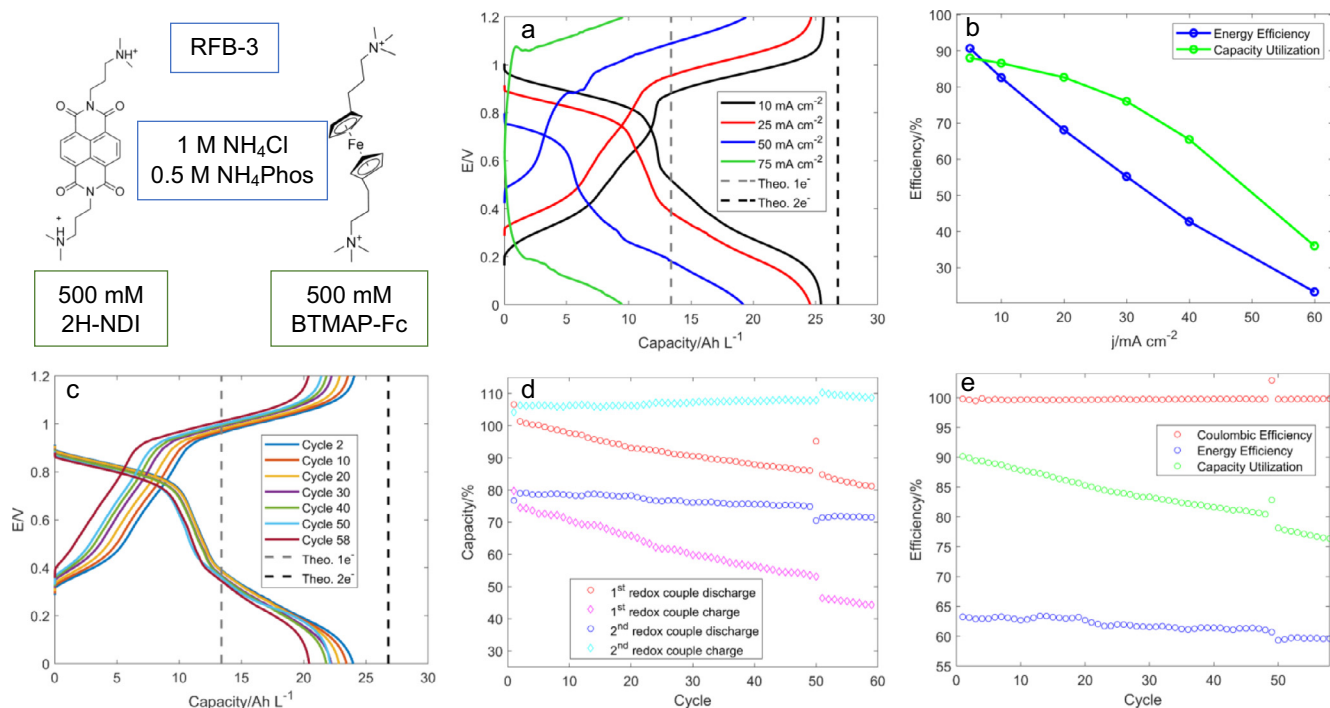 RFB-3
NH⁺
N
O
O
O
O
N
H
N⁺
1 M NH₄Cl
0.5 M NH₄Phos
N⁺
Fe
N⁺
500 mM
2H-NDI
500 mM
BTMAP-Fc
a
1.2
1
0.8
0.6
0.4
0.2
0
E/V
10 mA cm⁻²
25 mA cm⁻²
50 mA cm⁻²
75 mA cm⁻²
Theo. 1e⁻
Theo. 2e⁻
0 5 10 15 20 25 30
Capacity/Ah L⁻¹
b
100
90
80
70
60
50
40
30
Efficiency/%
Energy Efficiency
Capacity Utilization
10 20 30 40 50 60
j/mA cm⁻²
c
1.2
1
0.8
0.6
0.4
0.2
0
E/V
Cycle 2
Cycle 10
Cycle 20
Cycle 30
Cycle 40
Cycle 50
Cycle 58
Theo. 1e⁻
Theo. 2e⁻
0 5 10 15 20 25 30
Capacity/Ah L⁻¹
d
110
100
90
80
70
60
50
40
30
Capacity/%
1ˢᵗ redox couple discharge
1ˢᵗ redox couple charge
2ⁿᵈ redox couple discharge
2ⁿᵈ redox couple charge
0 10 20 30 40 50 60
Cycle
e
105
100
95
90
85
80
75
70
65
60
55
Efficiency/%
Coulombic Efficiency
Energy Efficiency
Capacity Utilization
0 10 20 30 40 50
Cycle